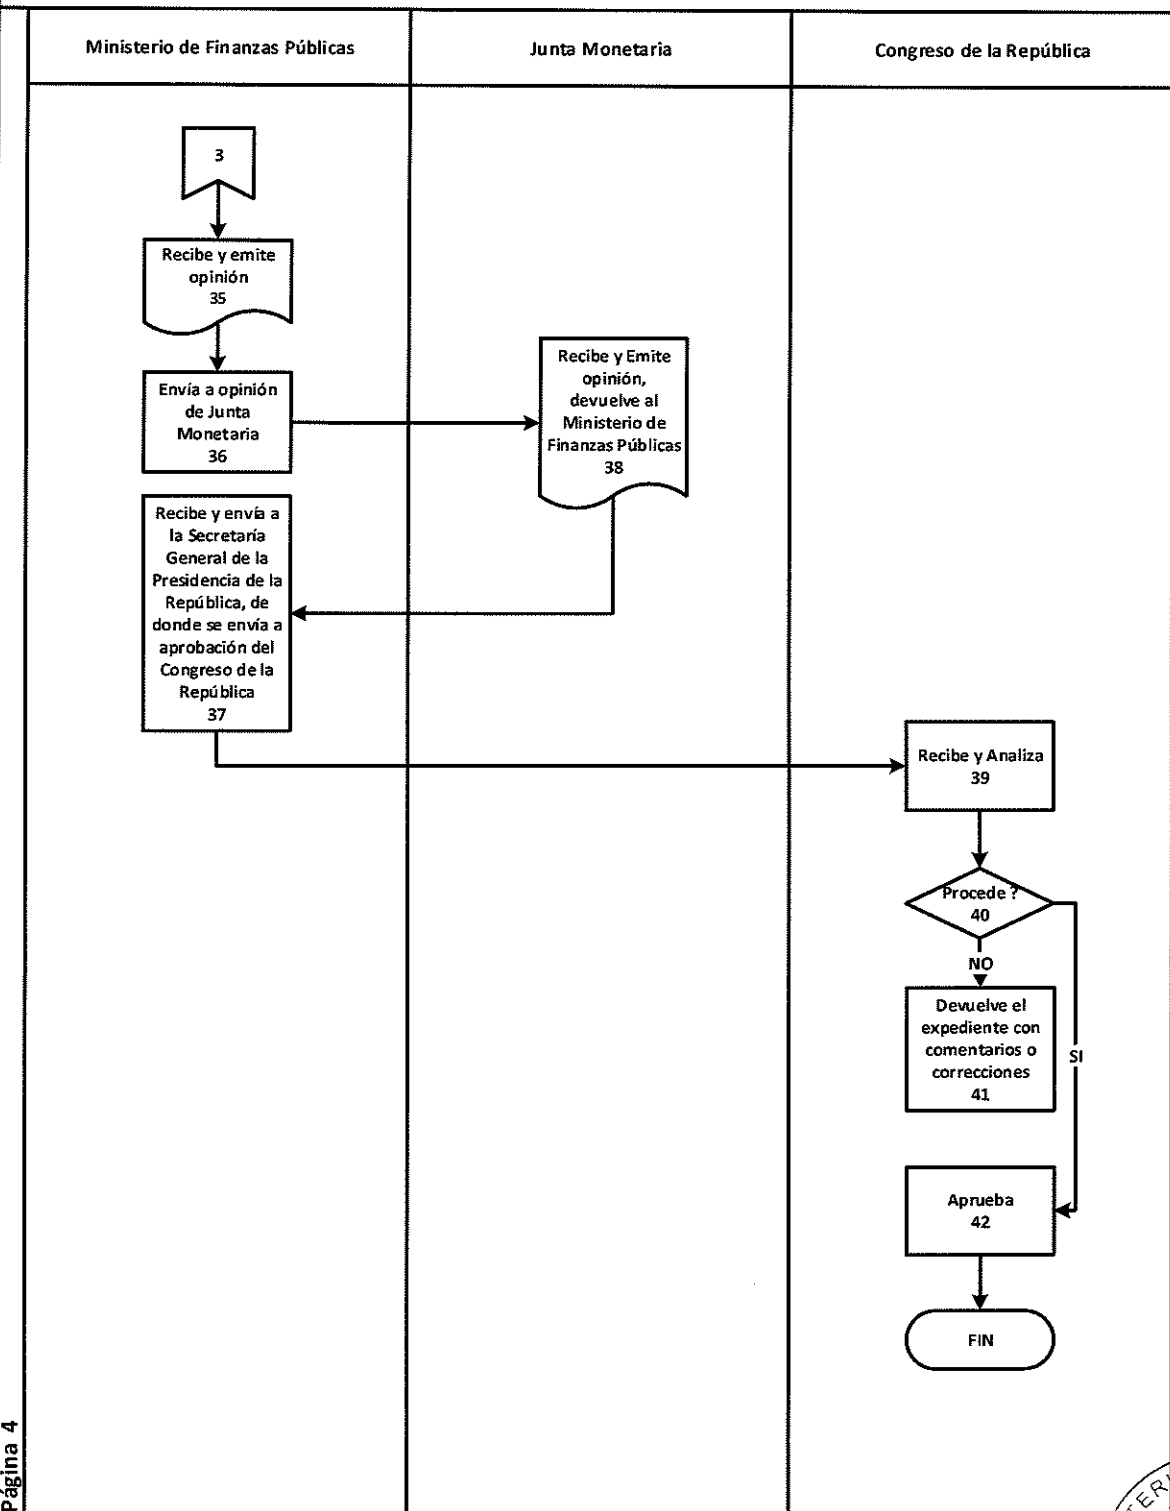 Ministerio de Finanzas Públicas
Junta Monetaria
Congreso de la República
3
Recibe y emite
opinión
35
Envía a opinión
de Junta
Monetaria
36
Recibe y Emite
opinión,
devuelve al
Ministerio de
Finanzas Públicas
38
Recibe y envía a
la Secretaría
General de la
Presidencia de la
República, de
donde se envía a
aprobación del
Congreso de la
República
37
Recibe y Analiza
39
Procede ?
40
NO
Devuelve el
expediente con
comentarios o
correcciones
41
SI
Aprueba
42
FIN
Página 4